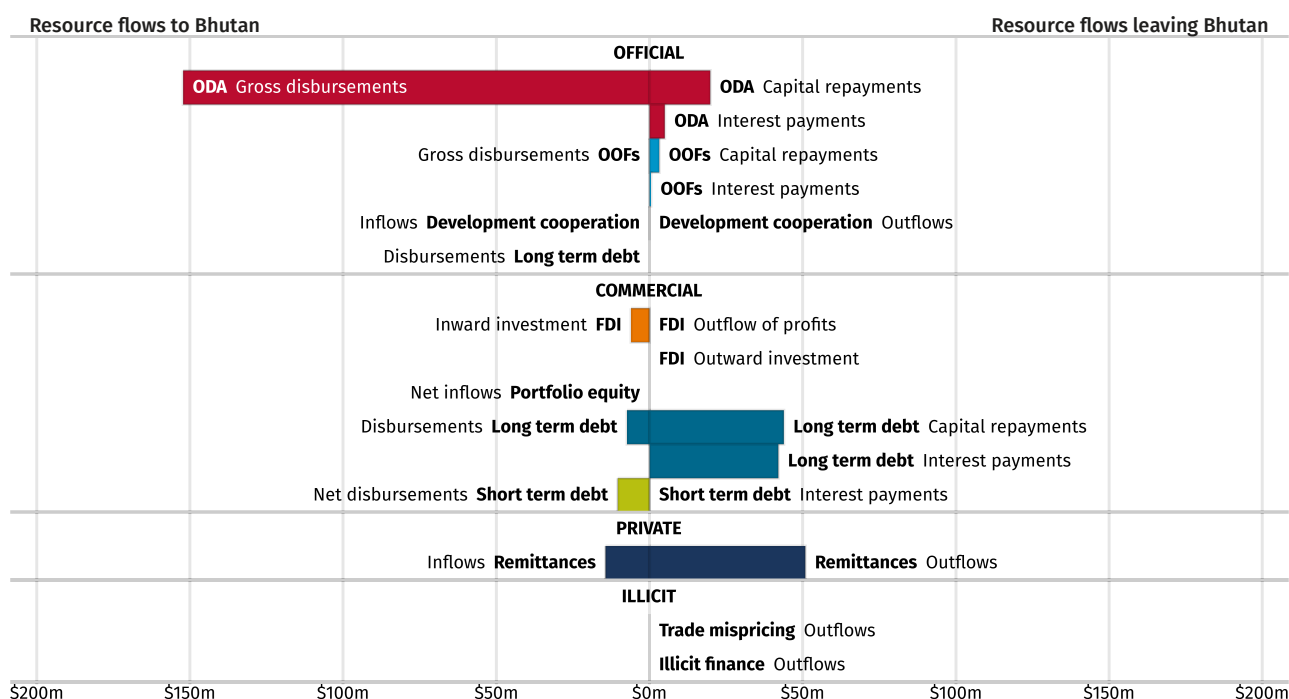 Resource flows to Bhutan Resource flows leaving Bhutan
OFFICIAL
ODA Gross disbursements ODA Capital repayments
ODA Interest payments
Gross disbursements OOFs OOFs Capital repayments
OOFs Interest payments
Inflows Development cooperation Development cooperation Outflows
Disbursements Long term debt
COMMERCIAL
Inward investment FDI FDI Outflow of profits
FDI Outward investment
Net inflows Portfolio equity
Disbursements Long term debt Long term debt Capital repayments
Long term debt Interest payments
Net disbursements Short term debt Short term debt Interest payments
PRIVATE
Inflows Remittances Remittances Outflows
ILLICIT
Trade mispricing Outflows
Illicit finance Outflows
$200m $150m $100m $50m $0m $50m $100m $150m $200m